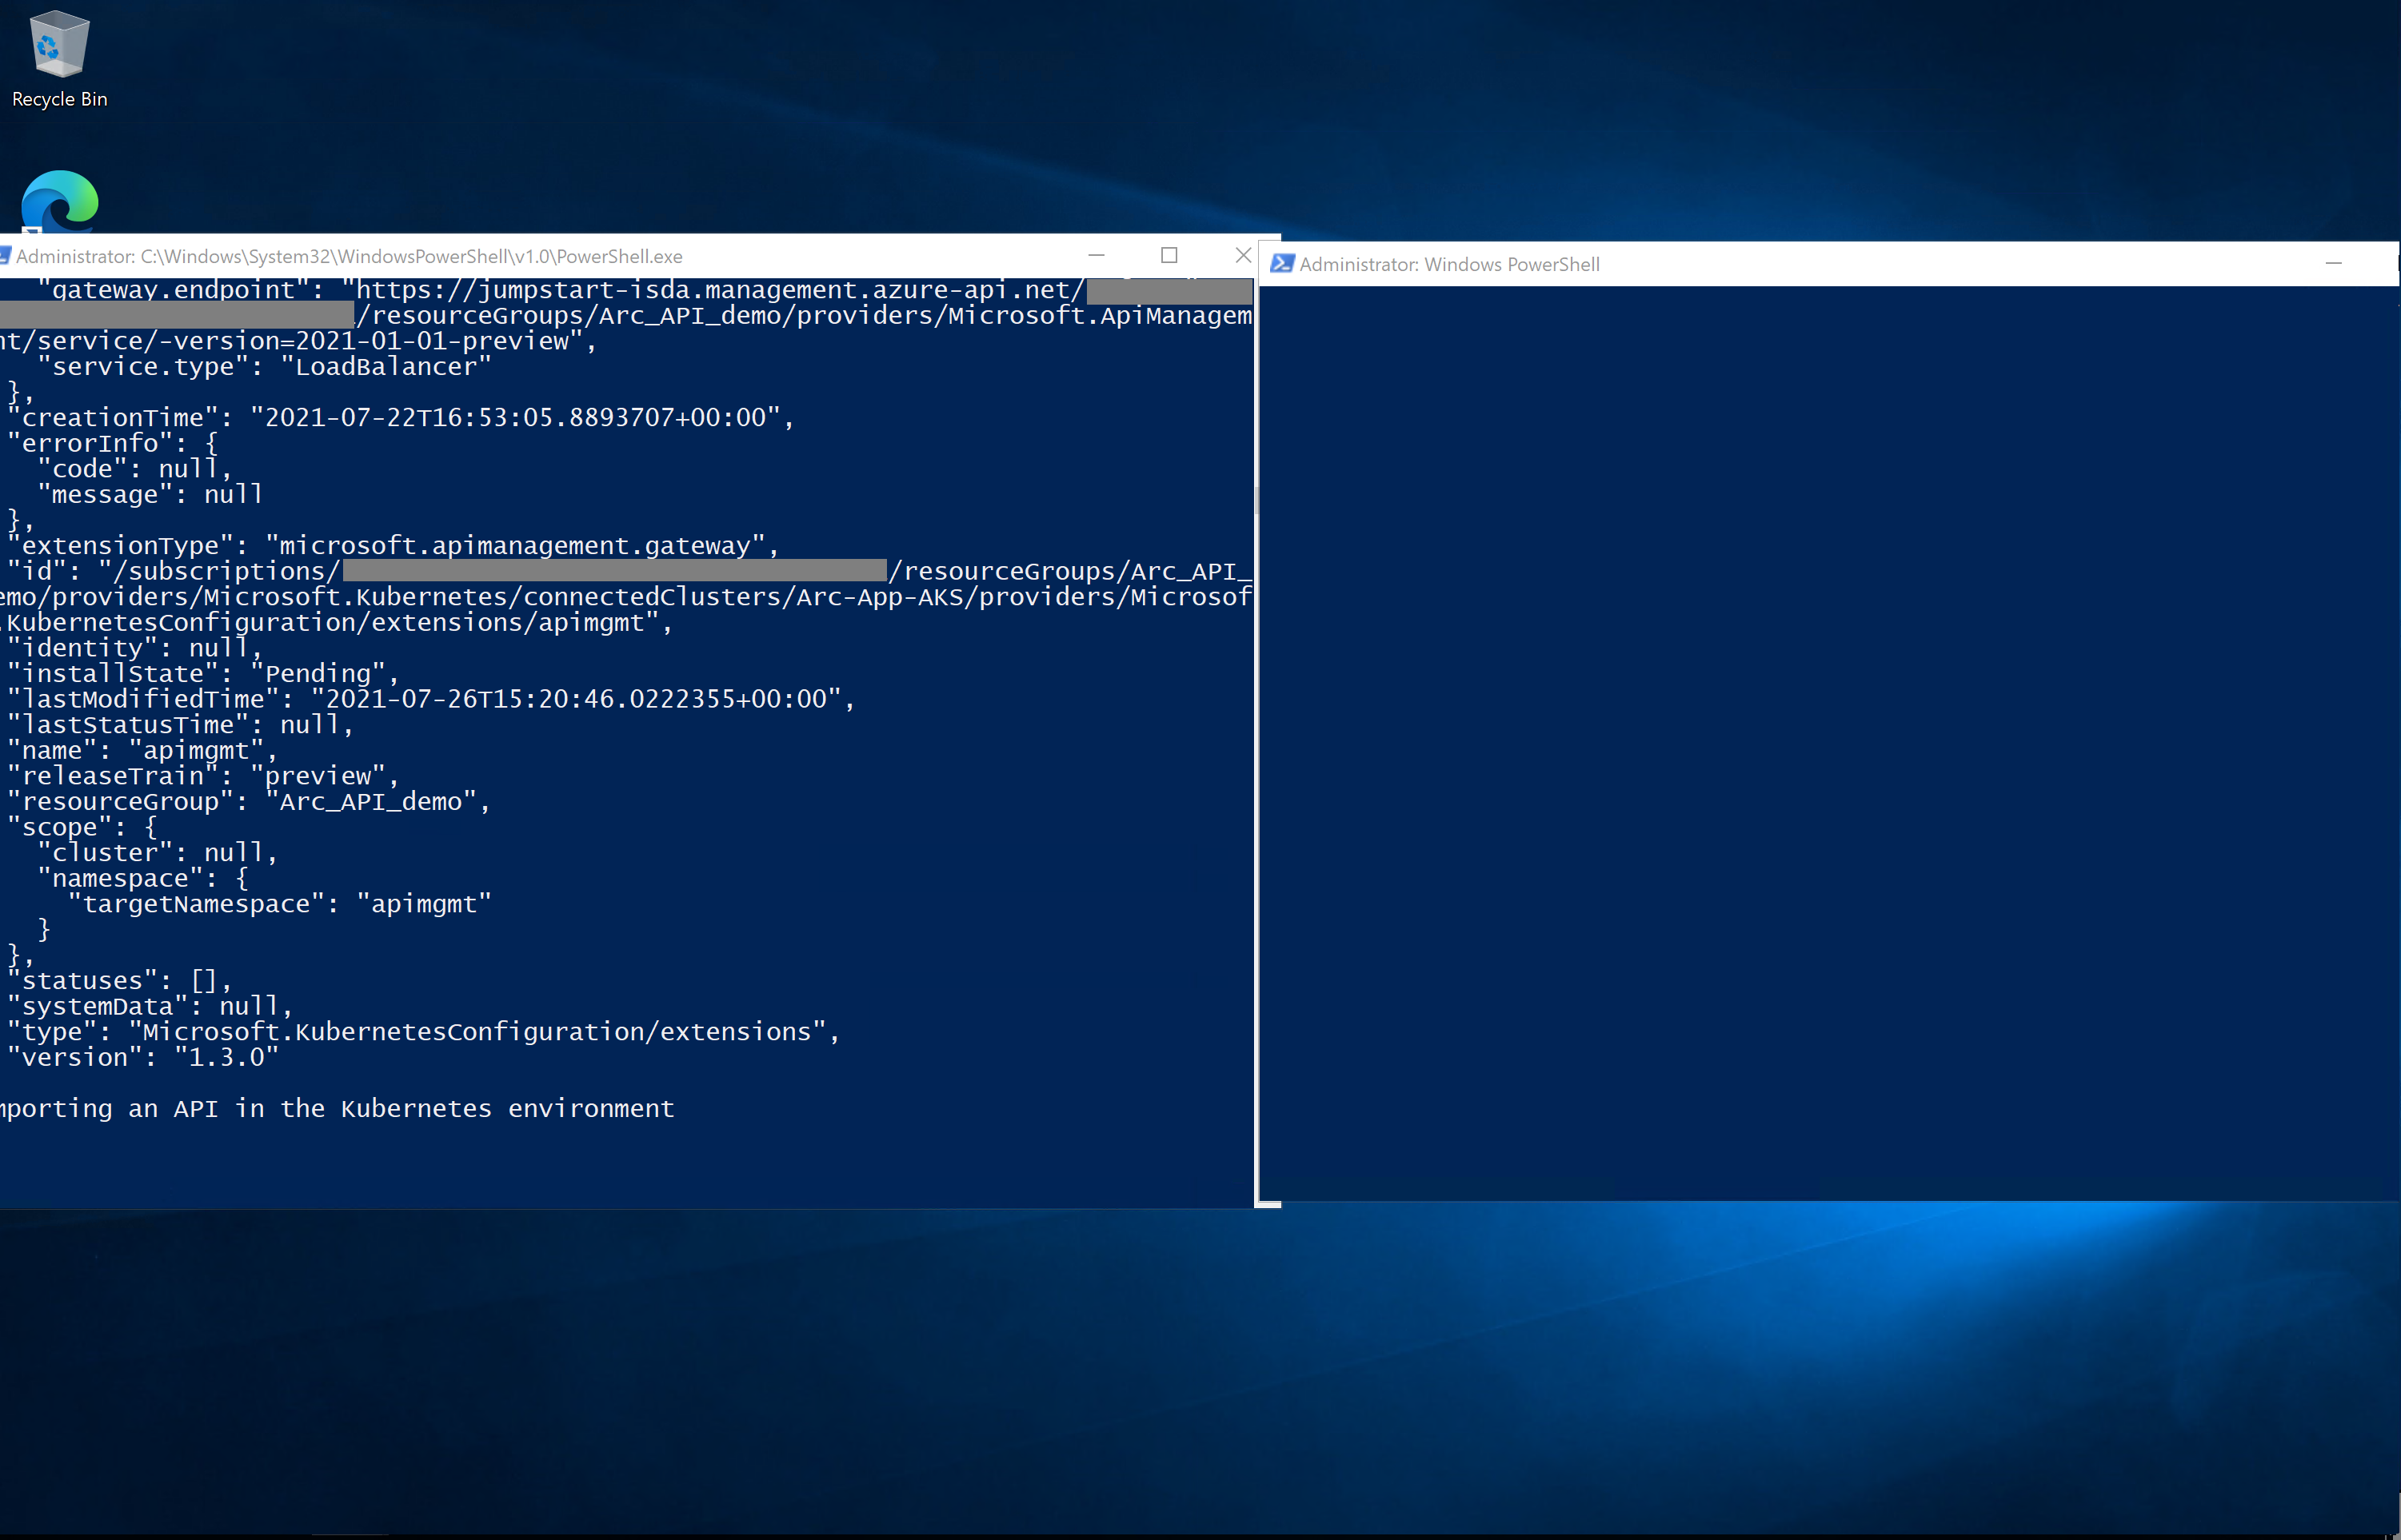 Recycle Bin
Administrator: C:\Windows\System32\WindowsPowerShell\v1.0\PowerShell.exe
"gateway.endpoint": "https://jumpstart-isda.management.azure-api.net/
/resourceGroups/Arc_API_demo/providers/Microsoft.ApiManagem
nt/service/-version=2021-01-01-preview",
"service.type": "LoadBalancer"
},
"creationTime": "2021-07-22T16:53:05.8893707+00:00",
"errorInfo": {
"code": null,
"message": null
},
"extensionType": "microsoft.apimanagement.gateway",
"id": "/subscriptions/ /resourceGroups/Arc_API_
emo/providers/Microsoft.Kubernetes/connectedClusters/Arc-App-AKS/providers/Microsof
.KubernetesConfiguration/extensions/apimgmt",
"identity": null,
"installState": "Pending",
"lastModifiedTime": "2021-07-26T15:20:46.0222355+00:00",
"lastStatusTime": null,
"name": "apimgmt",
"releaseTrain": "preview",
"resourceGroup": "Arc_API_demo",
"scope": {
"cluster": null,
"namespace": {
"targetNamespace": "apimgmt"
}
},
"statuses": [],
"systemData": null,
"type": "Microsoft.KubernetesConfiguration/extensions",
"version": "1.3.0"
mporting an API in the Kubernetes environment
Administrator: Windows PowerShell